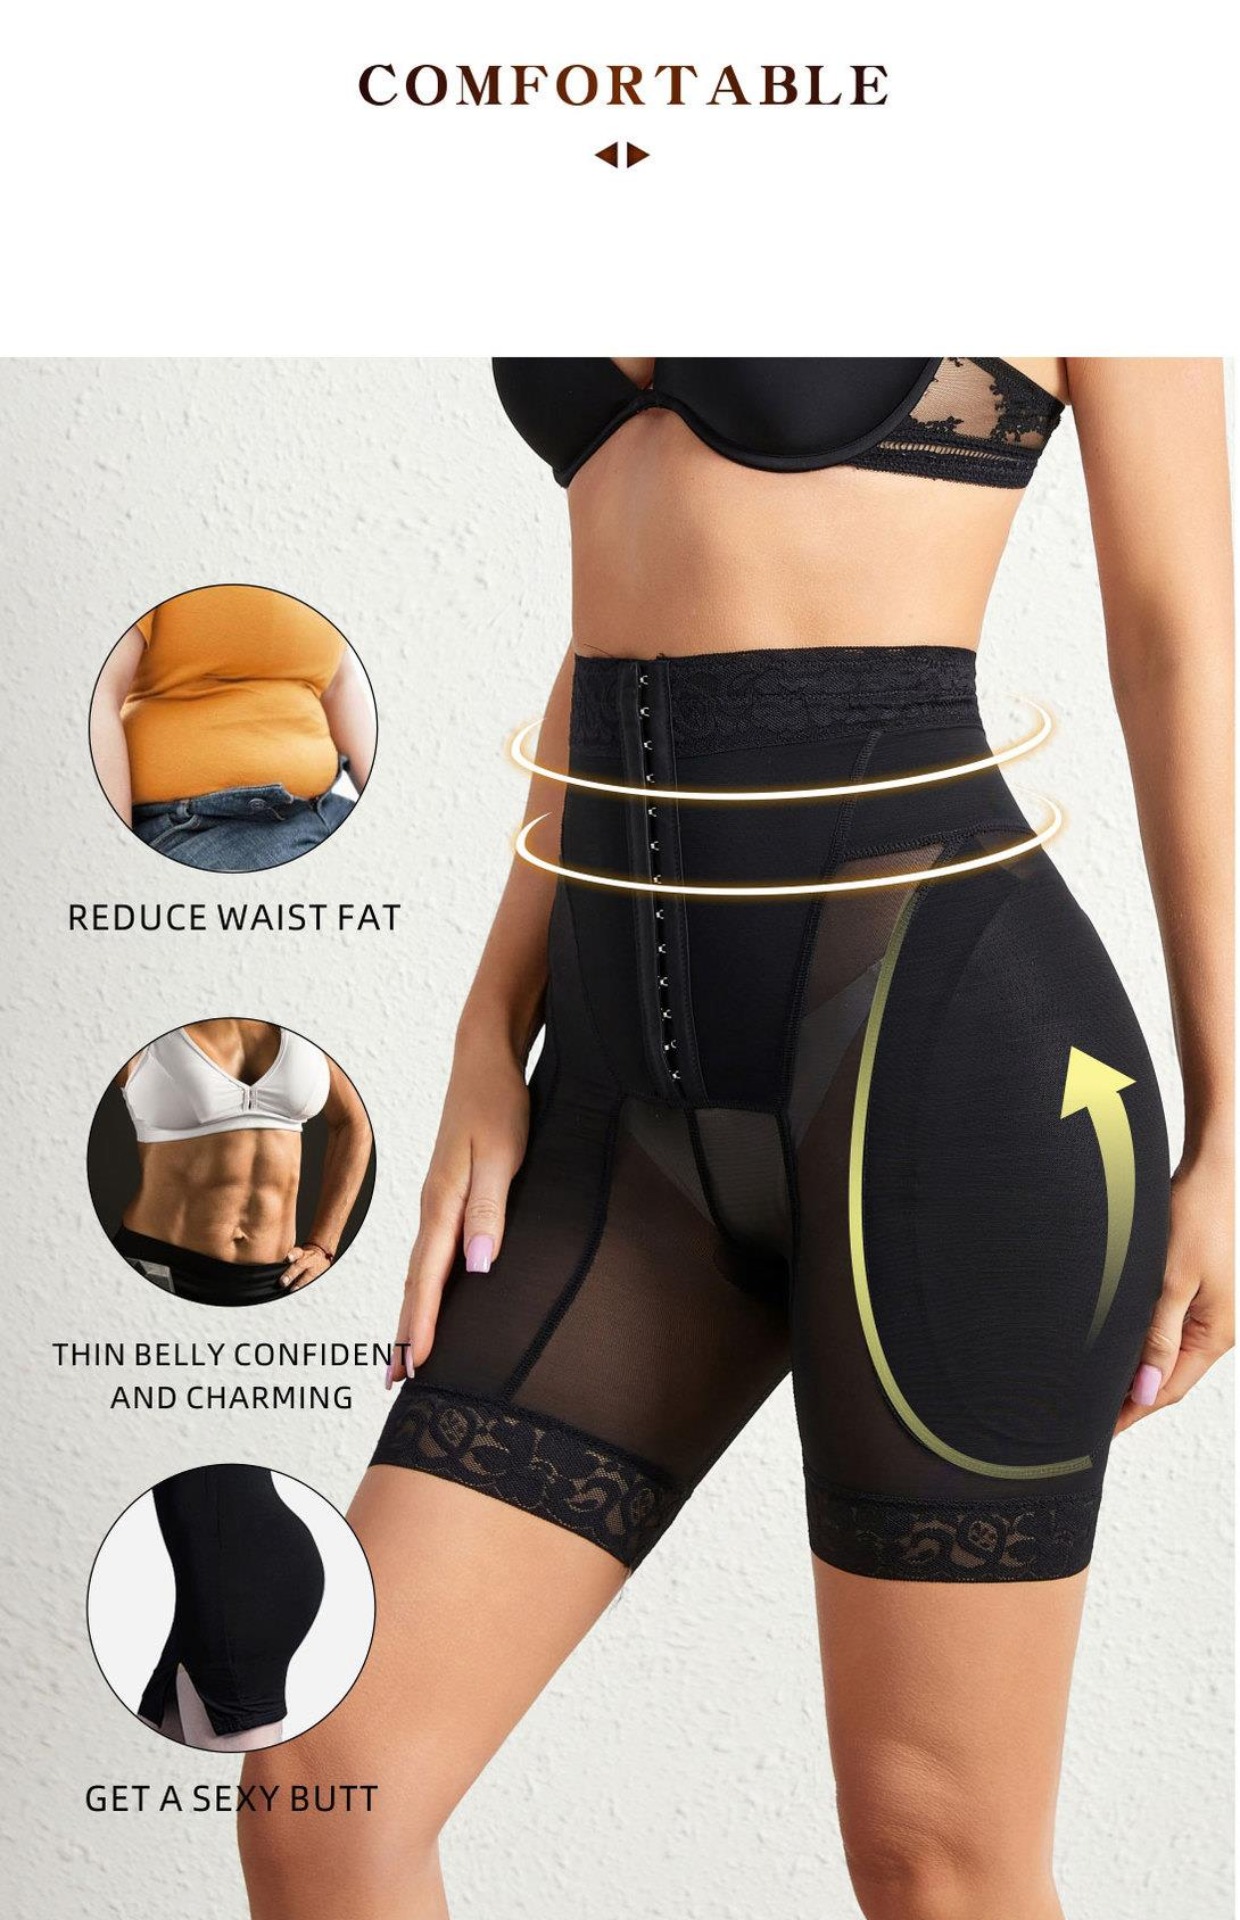 COMFORTABLE
REDUCE WAIST FAT
THIN BELLY CONFIDENT
AND CHARMING
GET A SEXY BUTT